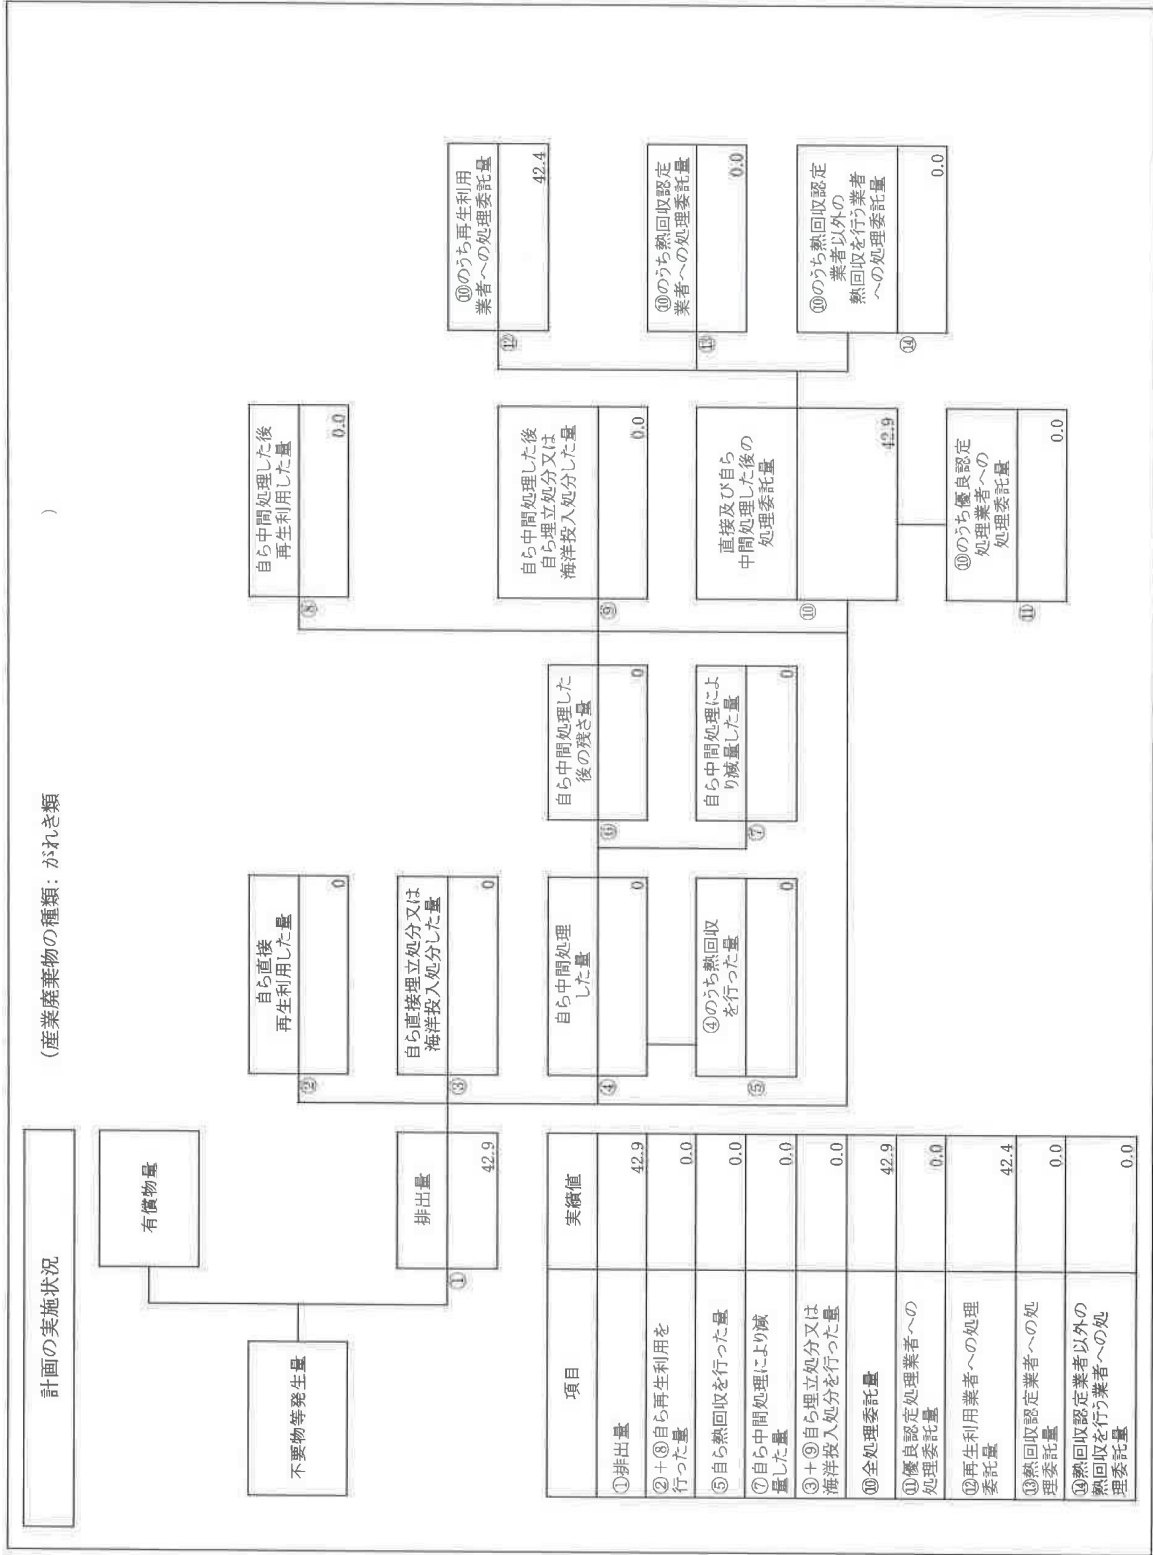 計画の実施状況
(産業廃棄物の種類: がれき類
)
不要物等発生量
有償物量
排出量
①
42.9
自ら直接
再生利用した量
②
0
自ら直接埋立処分又は
海洋投入処分した量
③
0
自ら中間処理
した量
④
0
④のうち熱回収
を行った量
⑤
0
自ら中間処理した
後の残さ量
⑥
0
自ら中間処理によ
り減量した量
⑦
0
自ら中間処理した後
再生利用した量
⑧
0.0
自ら中間処理した後
自ら埋立処分又は
海洋投入処分した量
⑨
0.0
直接及び自ら
中間処理した後の
処理委託量
⑩
42.9
⑩のうち優良認定
処理業者への
処理委託量
⑪
0.0
⑩のうち再生利用
業者への処理委託量
⑫
42.4
⑩のうち熱回収認定
業者への処理委託量
⑬
0.0
⑩のうち熱回収認定
業者以外の
熱回収を行う業者
への処理委託量
⑭
0.0
項目 実績値
①排出量 42.9
②+⑧自ら再生利用を
行った量 0.0
⑤自ら熱回収を行った量 0.0
⑦自ら中間処理により減
量した量 0.0
③+⑨自ら埋立処分又は
海洋投入処分を行った量 0.0
⑩全処理委託量 42.9
⑪優良認定処理業者への
処理委託量 0.0
⑫再生利用業者への処理
委託量 42.4
⑬熱回収認定業者への処
理委託量 0.0
⑭熱回収認定業者以外の
熱回収を行う業者への処
理委託量 0.0